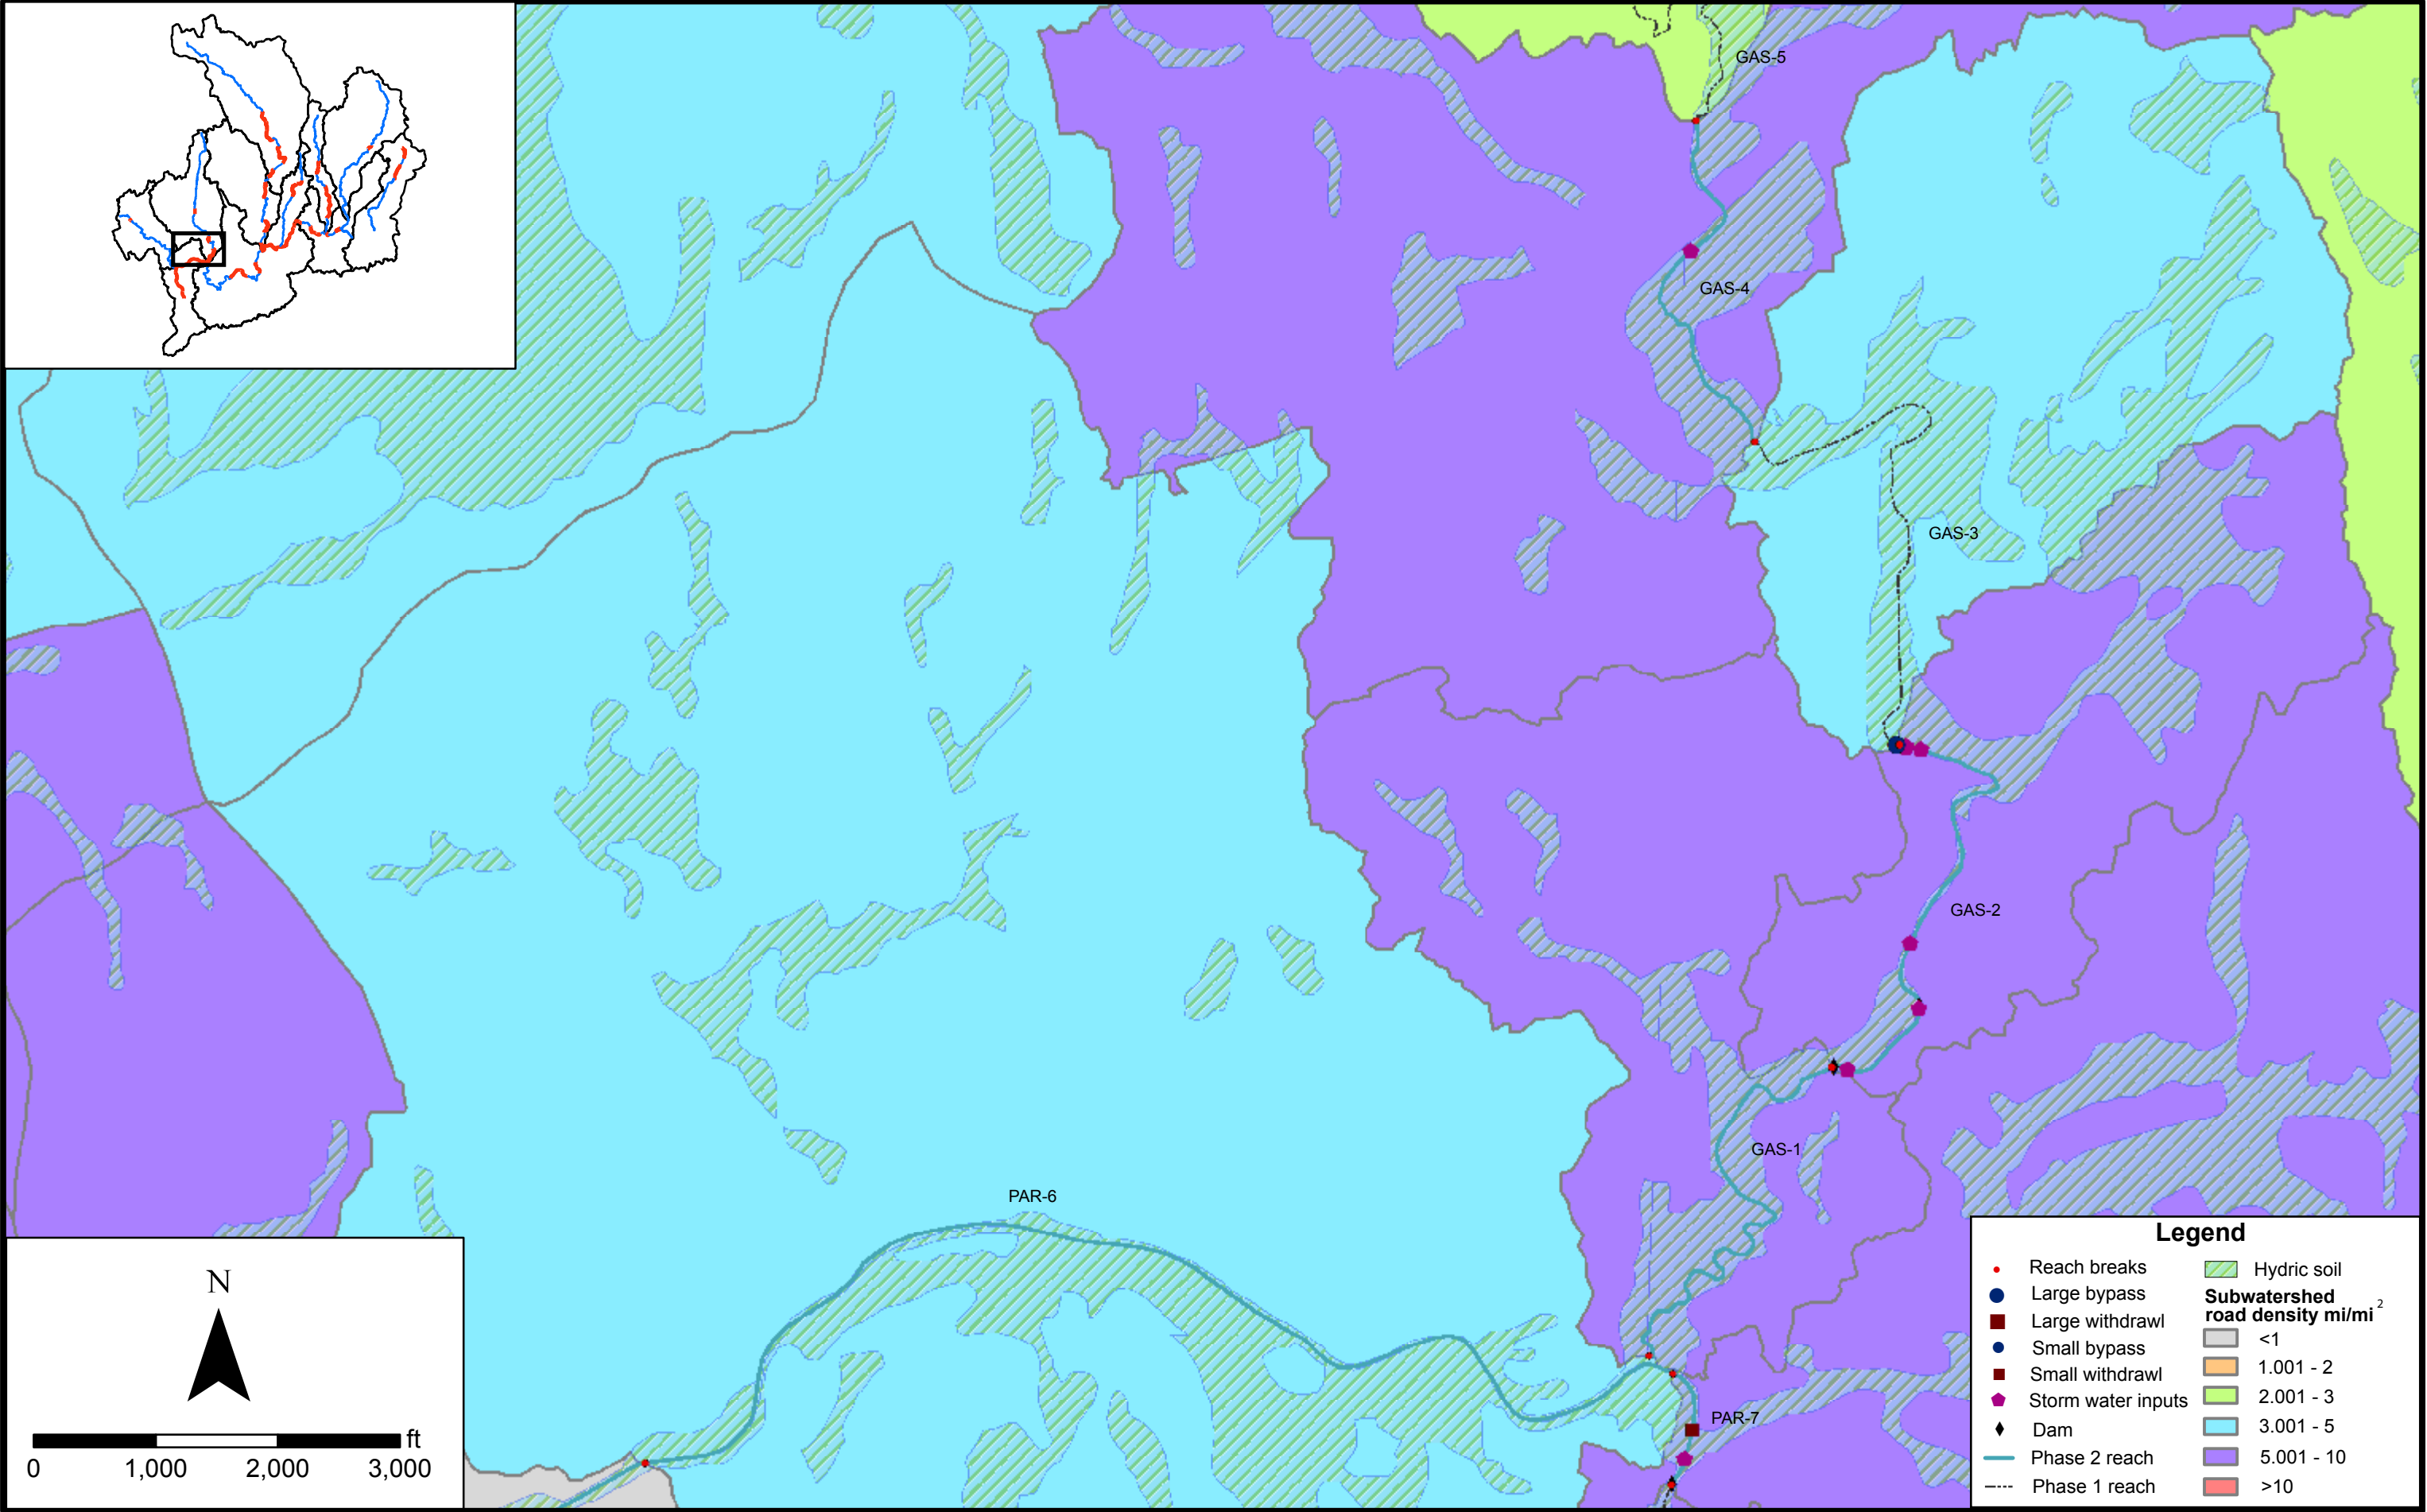 GAS-5
GAS-4
GAS-3
GAS-2
GAS-1
PAR-6
PAR-7
N
ft
0 1,000 2,000 3,000
Legend
Reach breaks
Large bypass
Large withdrawl
Small bypass
Small withdrawl
Storm water inputs
Dam
Phase 2 reach
Phase 1 reach
Hydric soil
Subwatershed
road density mi/mi 2
<1
1.001 - 2
2.001 - 3
3.001 - 5
5.001 - 10
>10